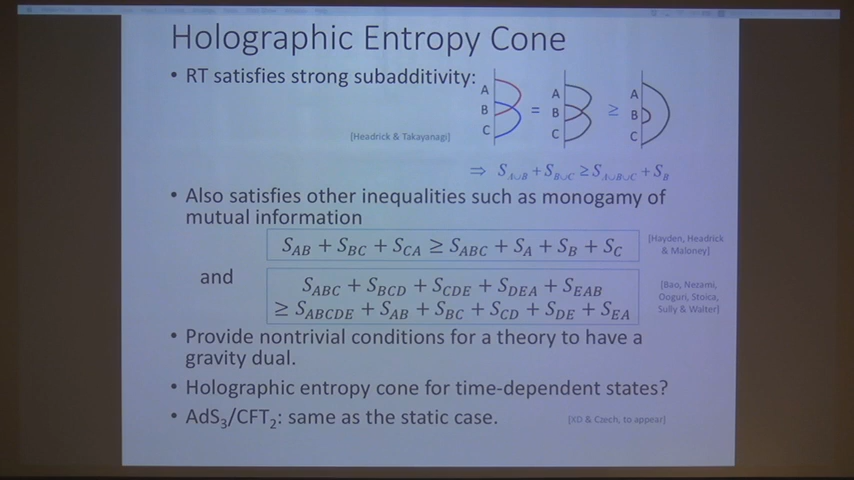 Holographic Entropy Cone
• RT satisfies strong subadditivity:
A B C = A B C ≥ A B C
[Headrick & Takayanagi]
⇒ S_{A∪B} + S_{B∪C} ≥ S_{A∪B∪C} + S_B
• Also satisfies other inequalities such as monogamy of
mutual information
S_{AB} + S_{BC} + S_{CA} ≥ S_{ABC} + S_A + S_B + S_C
[Hayden, Headrick
& Maloney]
and
S_{ABC} + S_{BCD} + S_{CDE} + S_{DEA} + S_{EAB}
≥ S_{ABCDE} + S_{AB} + S_{BC} + S_{CD} + S_{DE} + S_{EA}
[Bao, Nezami,
Ooguri, Stoica,
Sully & Walter]
• Provide nontrivial conditions for a theory to have a
gravity dual.
• Holographic entropy cone for time-dependent states?
• AdS₃/CFT₂: same as the static case.
[XD & Czech, to appear]